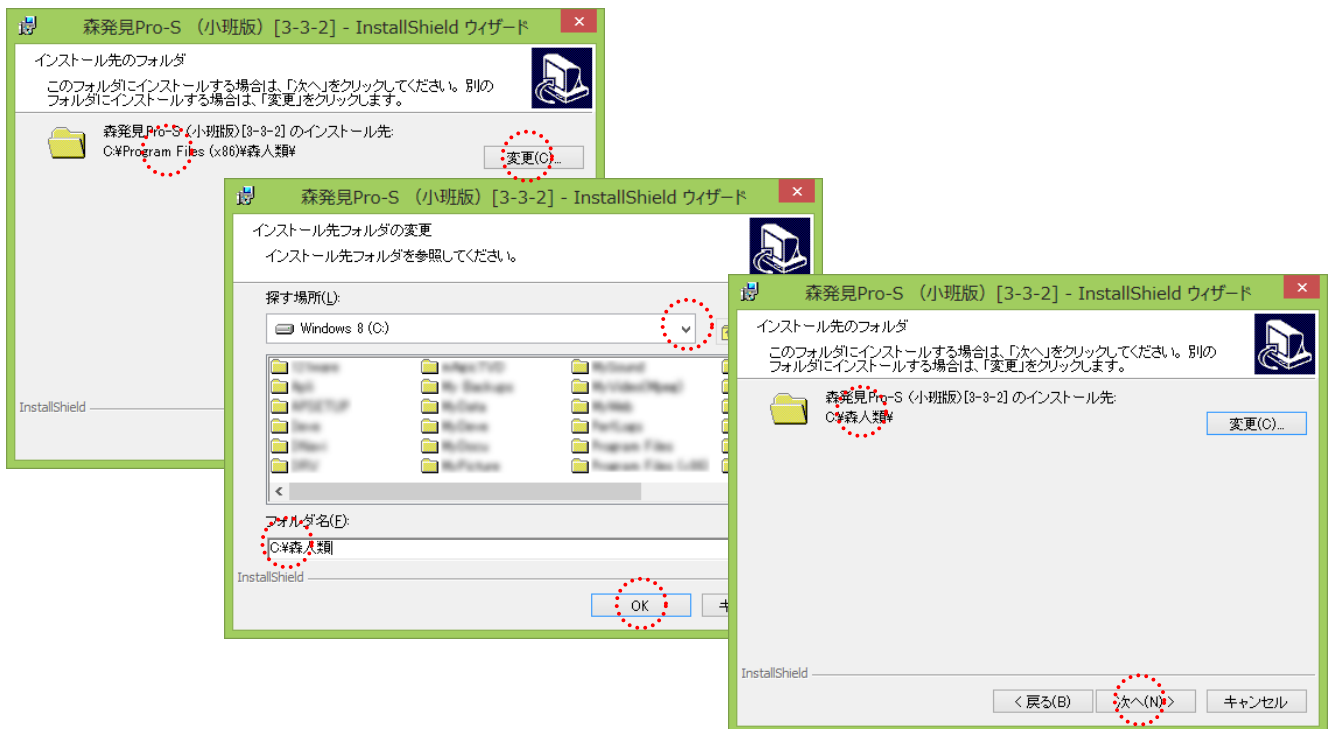 森発見Pro-S （小班版）[3-3-2] - InstallShield ウィザード
インストール先のフォルダ
このフォルダにインストールする場合は、「次へ」をクリックしてください。別の
フォルダにインストールする場合は、「変更」をクリックします。
森発見Pro-S（小班版）[3-3-2] のインストール先:
C:¥Program Files (x86)¥森人類¥
変更(C)...
InstallShield
森発見Pro-S （小班版）[3-3-2] - InstallShield ウィザード
インストール先フォルダの変更
インストール先フォルダを参照してください。
探す場所(L):
Windows 8 (C:)
フォルダ名(F):
C:¥森人類
InstallShield
OK
キ
森発見Pro-S （小班版）[3-3-2] - InstallShield ウィザード
インストール先のフォルダ
このフォルダにインストールする場合は、「次へ」をクリックしてください。別の
フォルダにインストールする場合は、「変更」をクリックします。
森発見Pro-S（小班版）[3-3-2] のインストール先:
C:¥森人類¥
変更(C)...
InstallShield
< 戻る(B)
次へ(N) >
キャンセル